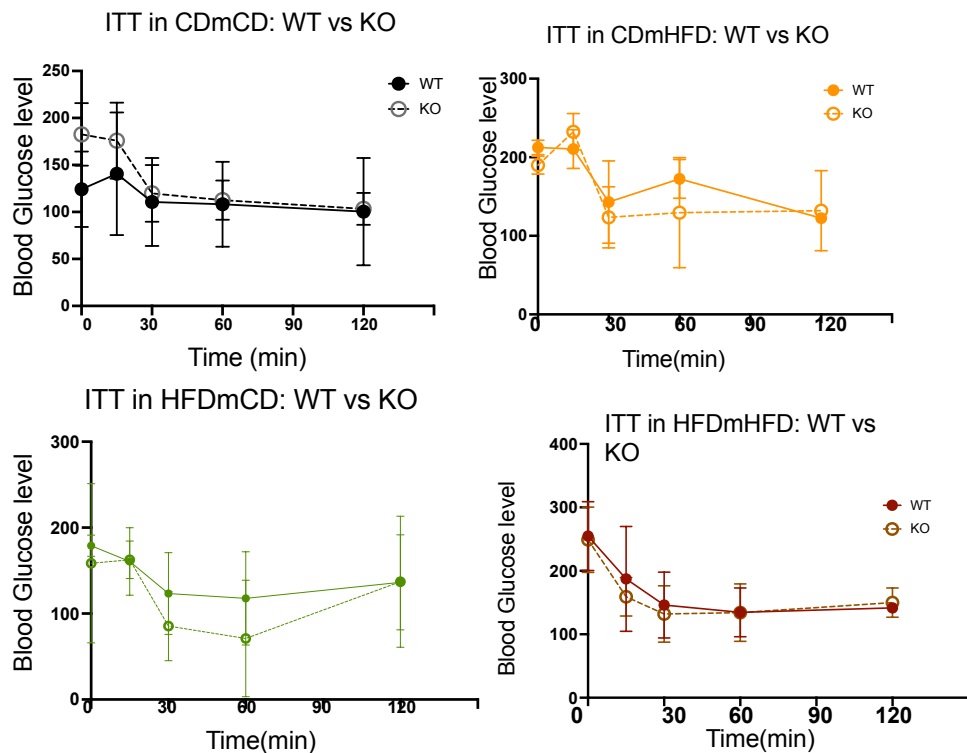 ITT in CDmCD: WT vs KO
Blood Glucose level
250
200
150
100
50
0
0 30 60 90 120
Time (min)
WT
KO
ITT in CDmHFD: WT vs KO
Blood Glucose level
300
200
100
0
0 30 60 90 120
Time(min)
WT
KO
ITT in HFDmCD: WT vs KO
Blood Glucose level
300
200
100
0
0 30 60 90 120
Time(min)
ITT in HFDmHFD: WT vs
KO
Blood Glucose level
400
300
200
100
0
0 30 60 90 120
Time(min)
WT
KO